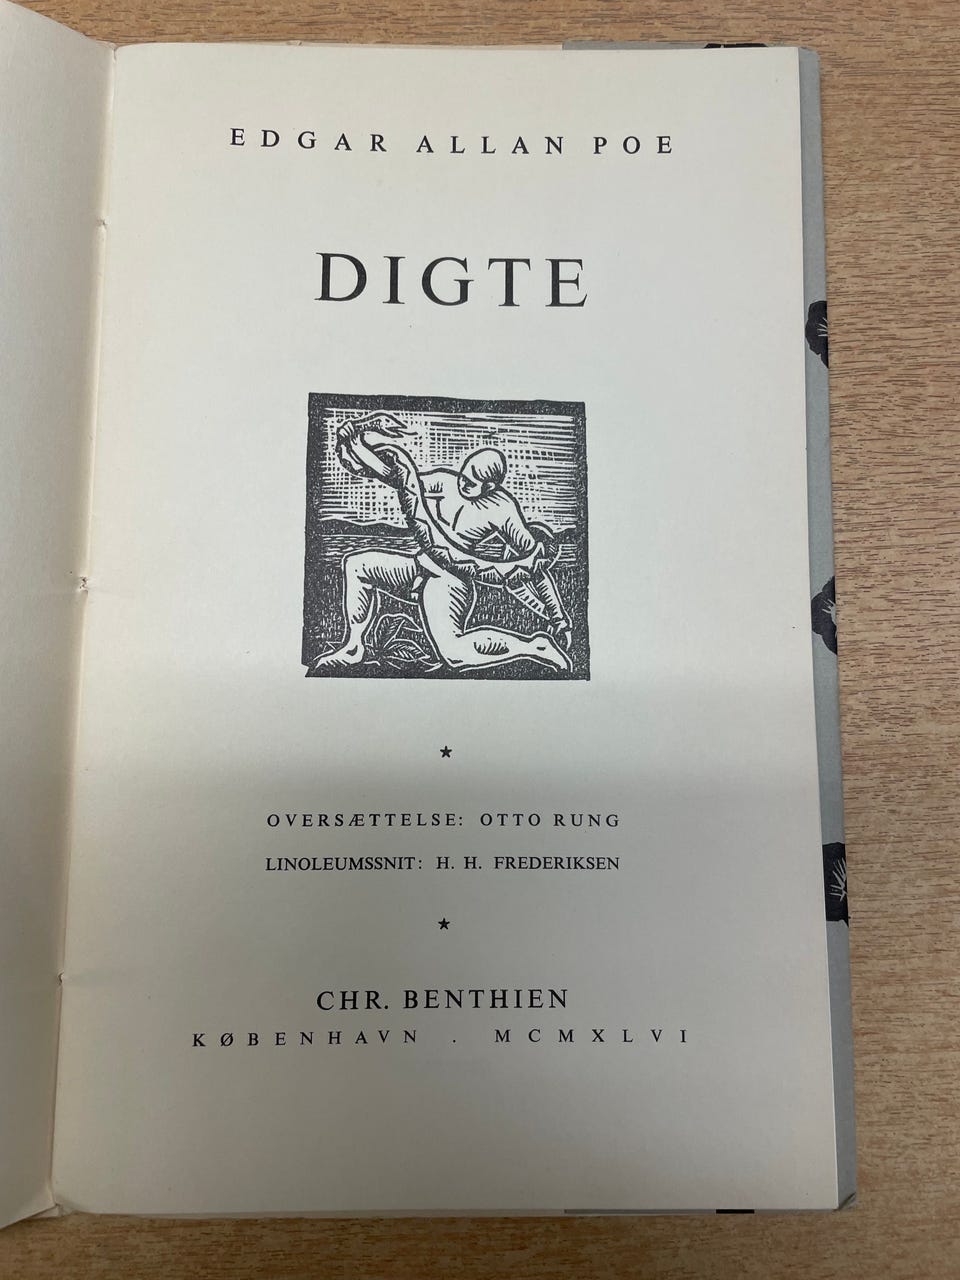 EDGAR ALLAN POE
DIGTE
OVERSÆTTELSE: OTTO RUNG
LINOLEUMSSNIT: H. H. FREDERIKSEN
CHR. BENTHIEN
KØBENHAVN . MCMXLVI